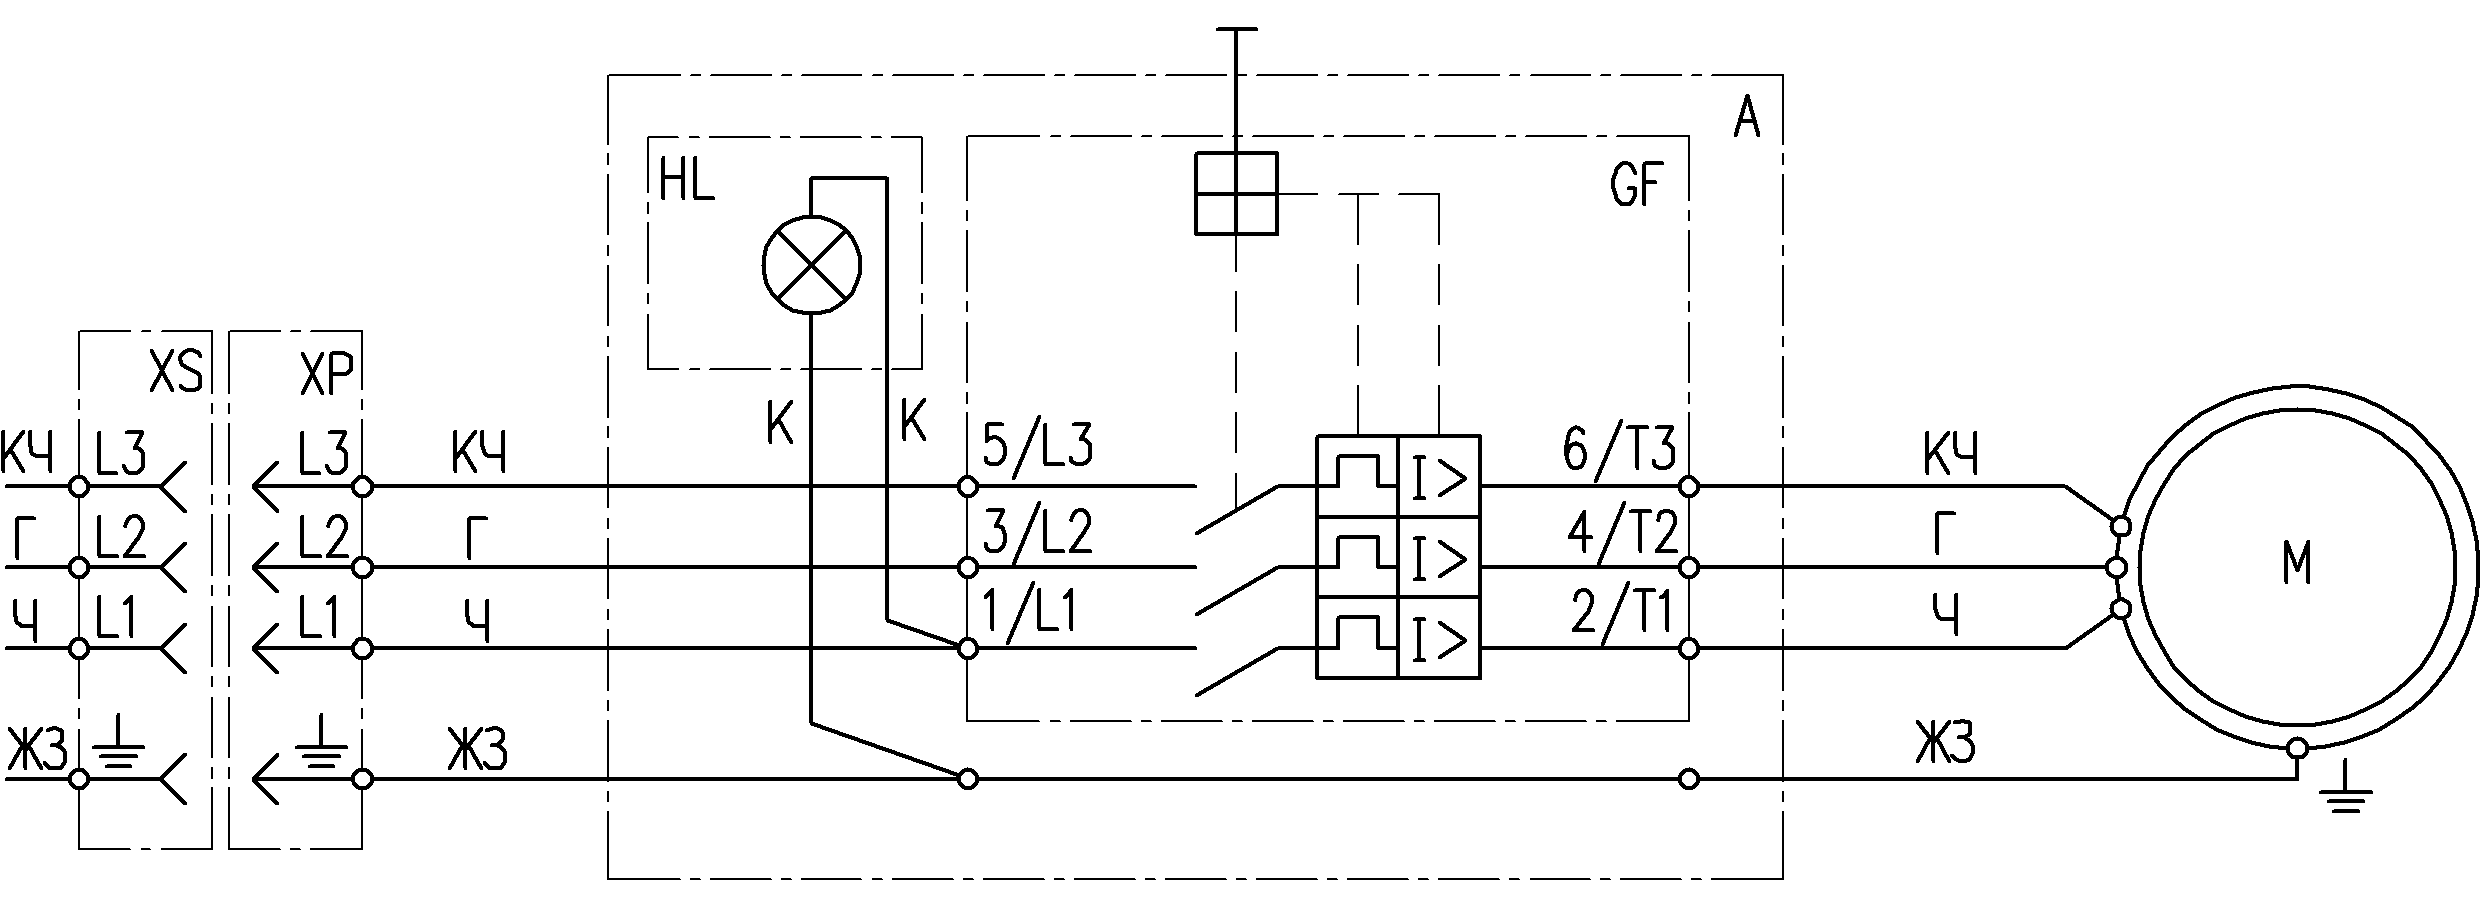 A
HL
GF
XS
XP
К
К
КЧ
L3
L3
КЧ
5/L3
I>
6/T3
КЧ
Г
L2
L2
Г
3/L2
I>
4/T2
Г
М
Ч
L1
L1
Ч
1/L1
I>
2/T1
Ч
ЖЗ
ЖЗ
ЖЗ